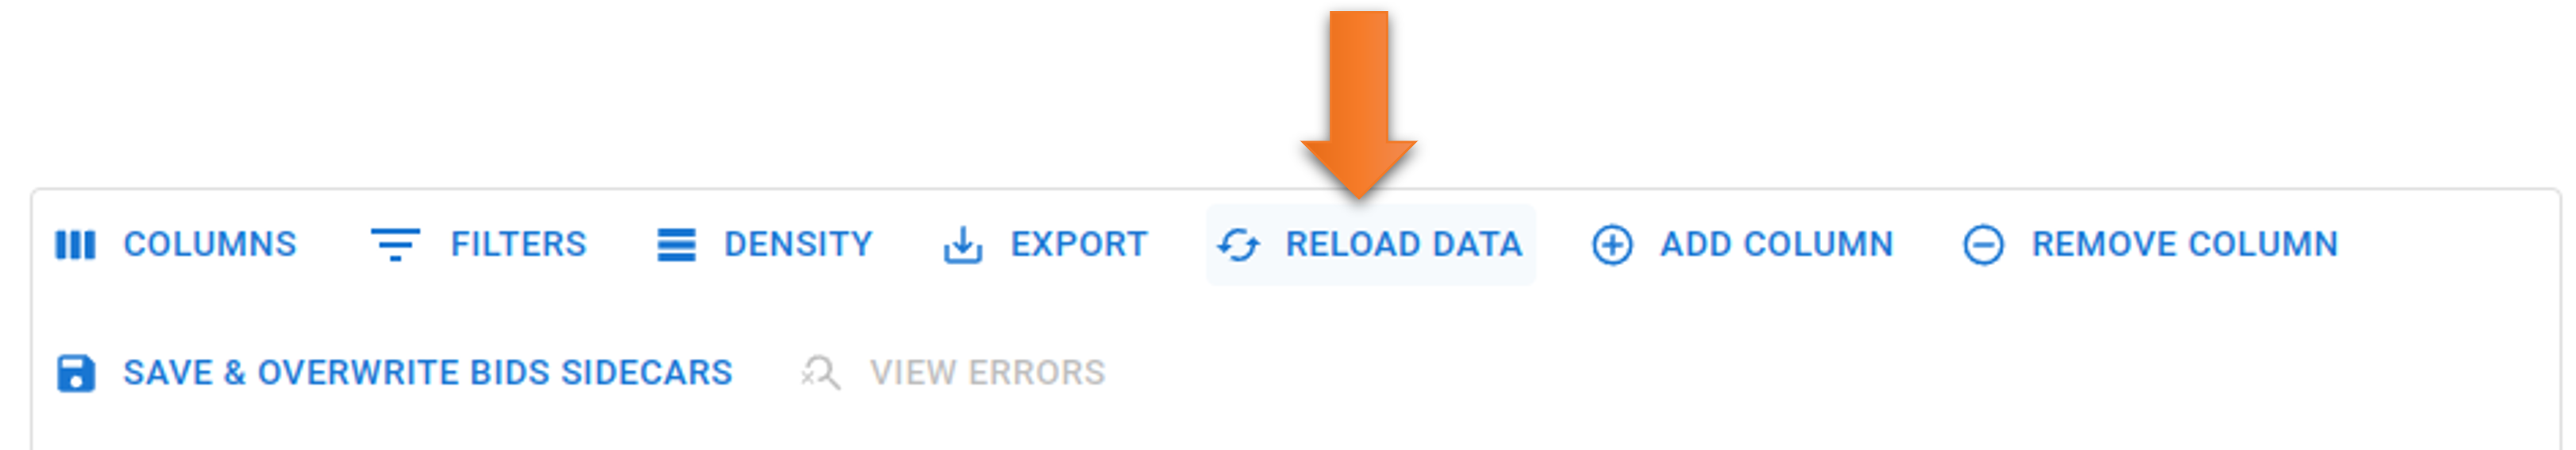 COLUMNS FILTERS DENSITY EXPORT RELOAD DATA ADD COLUMN REMOVE COLUMN
SAVE & OVERWRITE BIDS SIDECARS VIEW ERRORS